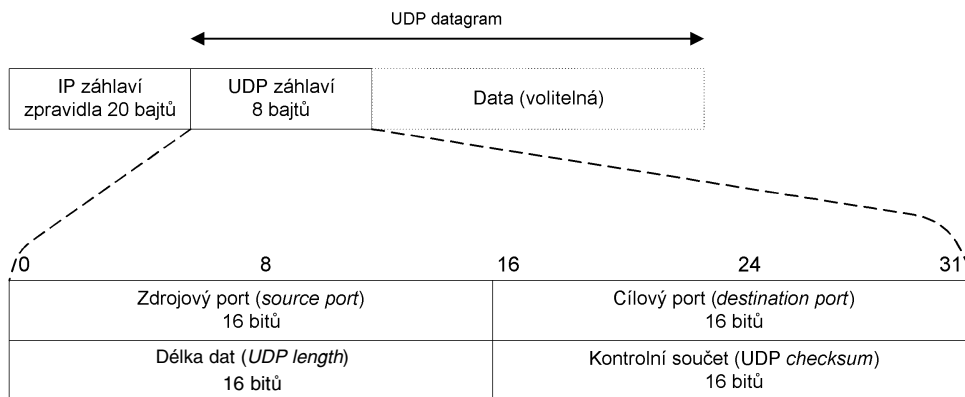 UDP datagram
IP záhlaví
zpravidla 20 bajtů
UDP záhlaví
8 bajtů
Data (volitelná)
0 8 16 24 31
Zdrojový port (source port)
16 bitů
Cílový port (destination port)
16 bitů
Délka dat (UDP length)
16 bitů
Kontrolní součet (UDP checksum)
16 bitů